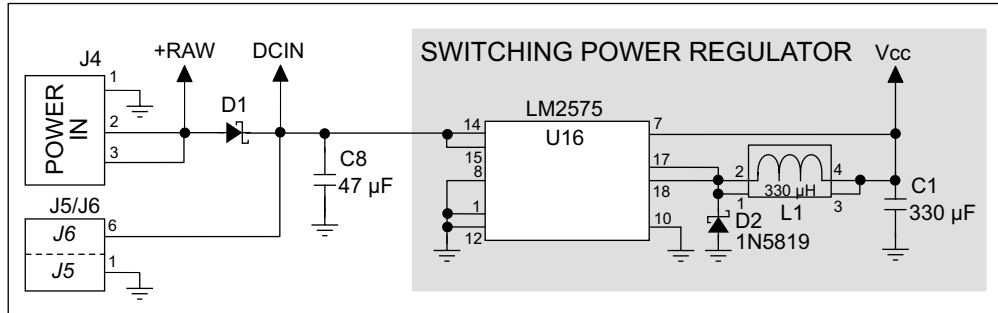 SWITCHING POWER REGULATOR
+RAW
DCIN
Vcc
J4
POWER
IN
1
2
3
D1
C8
47 µF
J5/J6
J6
J5
6
1
LM2575
U16
14
15
8
1
12
7
17
18
10
2
1
4
3
330 µH
L1
D2
1N5819
C1
330 µF